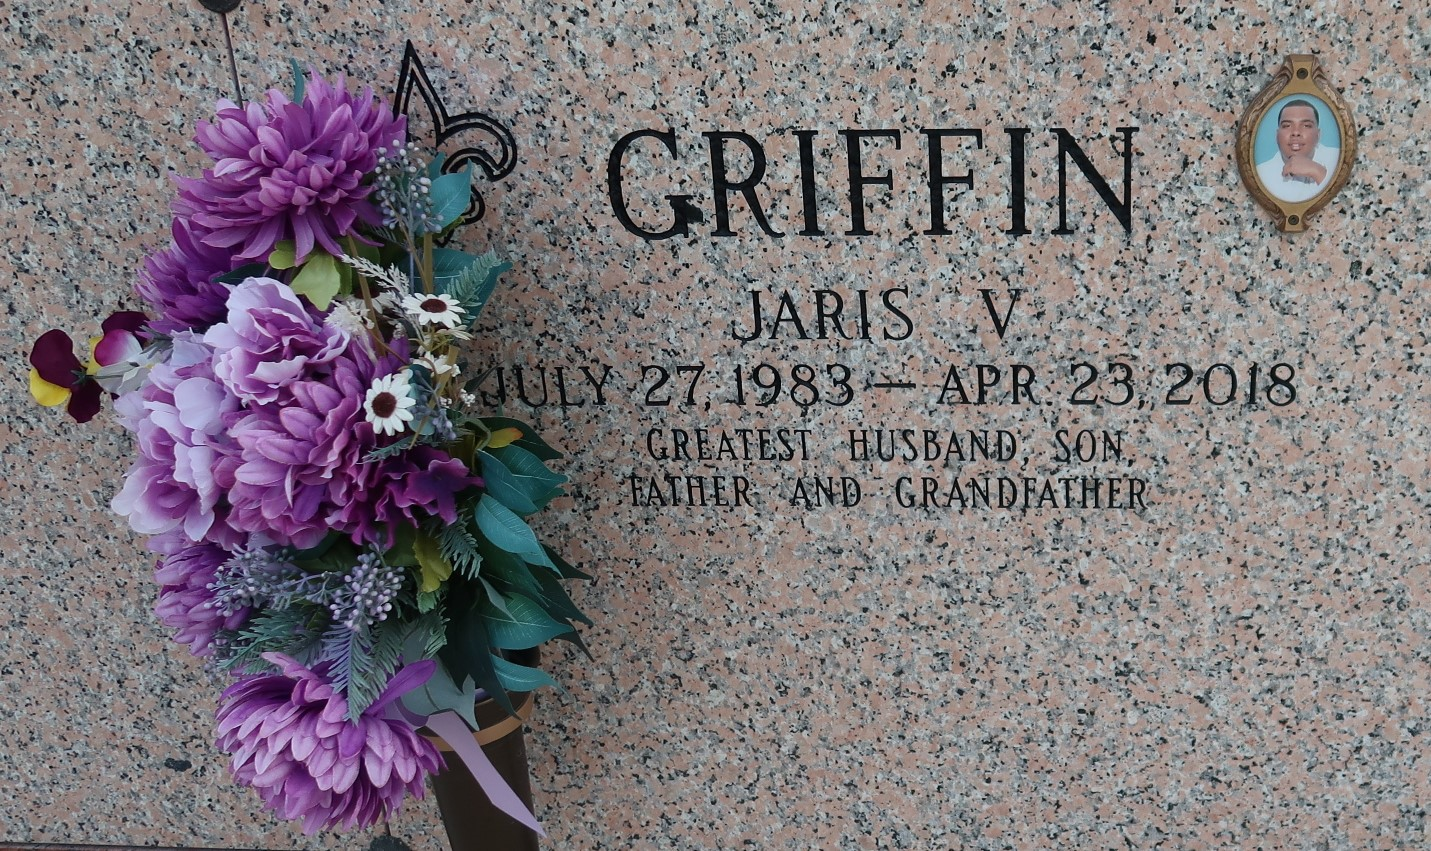 GRIFFIN
JARIS V
JULY 27, 1983 — APR. 23, 2018
GREATEST HUSBAND, SON,
FATHER AND GRANDFATHER